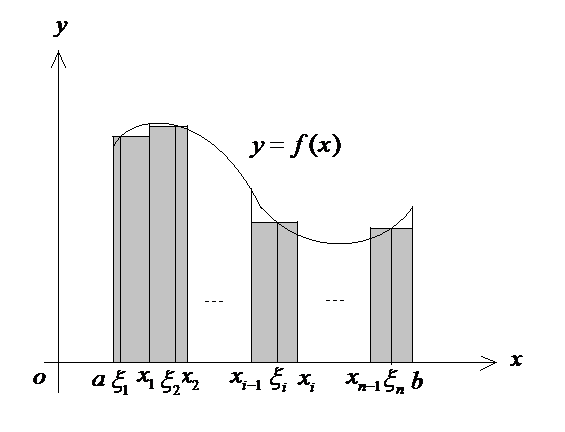 y
y = f(x)
... ...
x
o a ξ₁ x₁ ξ₂ x₂ xᵢ₋₁ ξᵢ xᵢ xₙ₋₁ ξₙ b